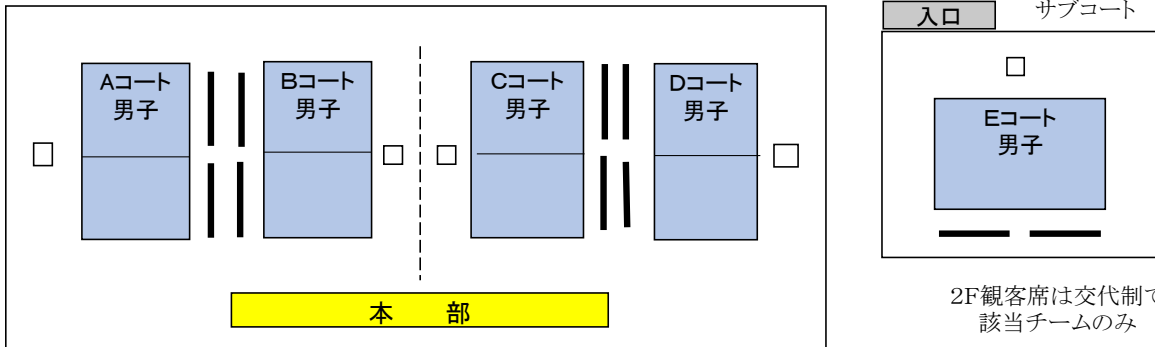 Aコート
男子
Bコート
男子
Cコート
男子
Dコート
男子
本　部
入口
サブコート
Eコート
男子
2F観客席は交代制で
該当チームのみ